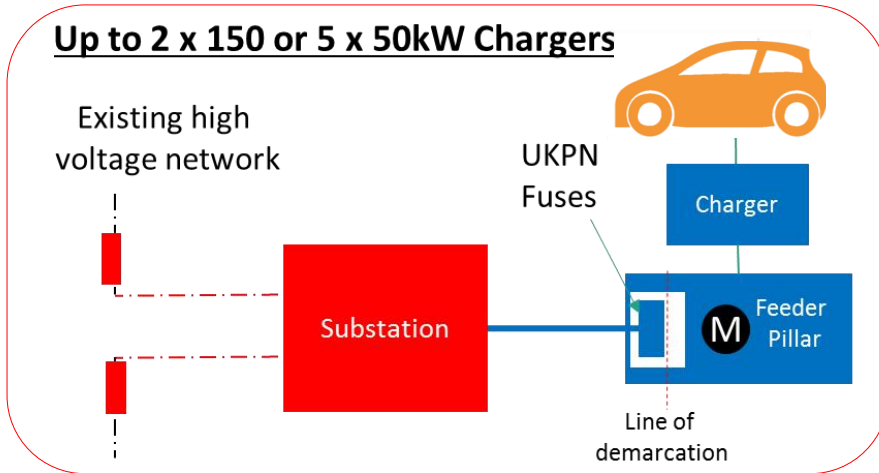 Up to 2 x 150 or 5 x 50kW Chargers
Existing high
voltage network
UKPN
Fuses
Charger
Substation
M
Feeder
Pillar
Line of
demarcation